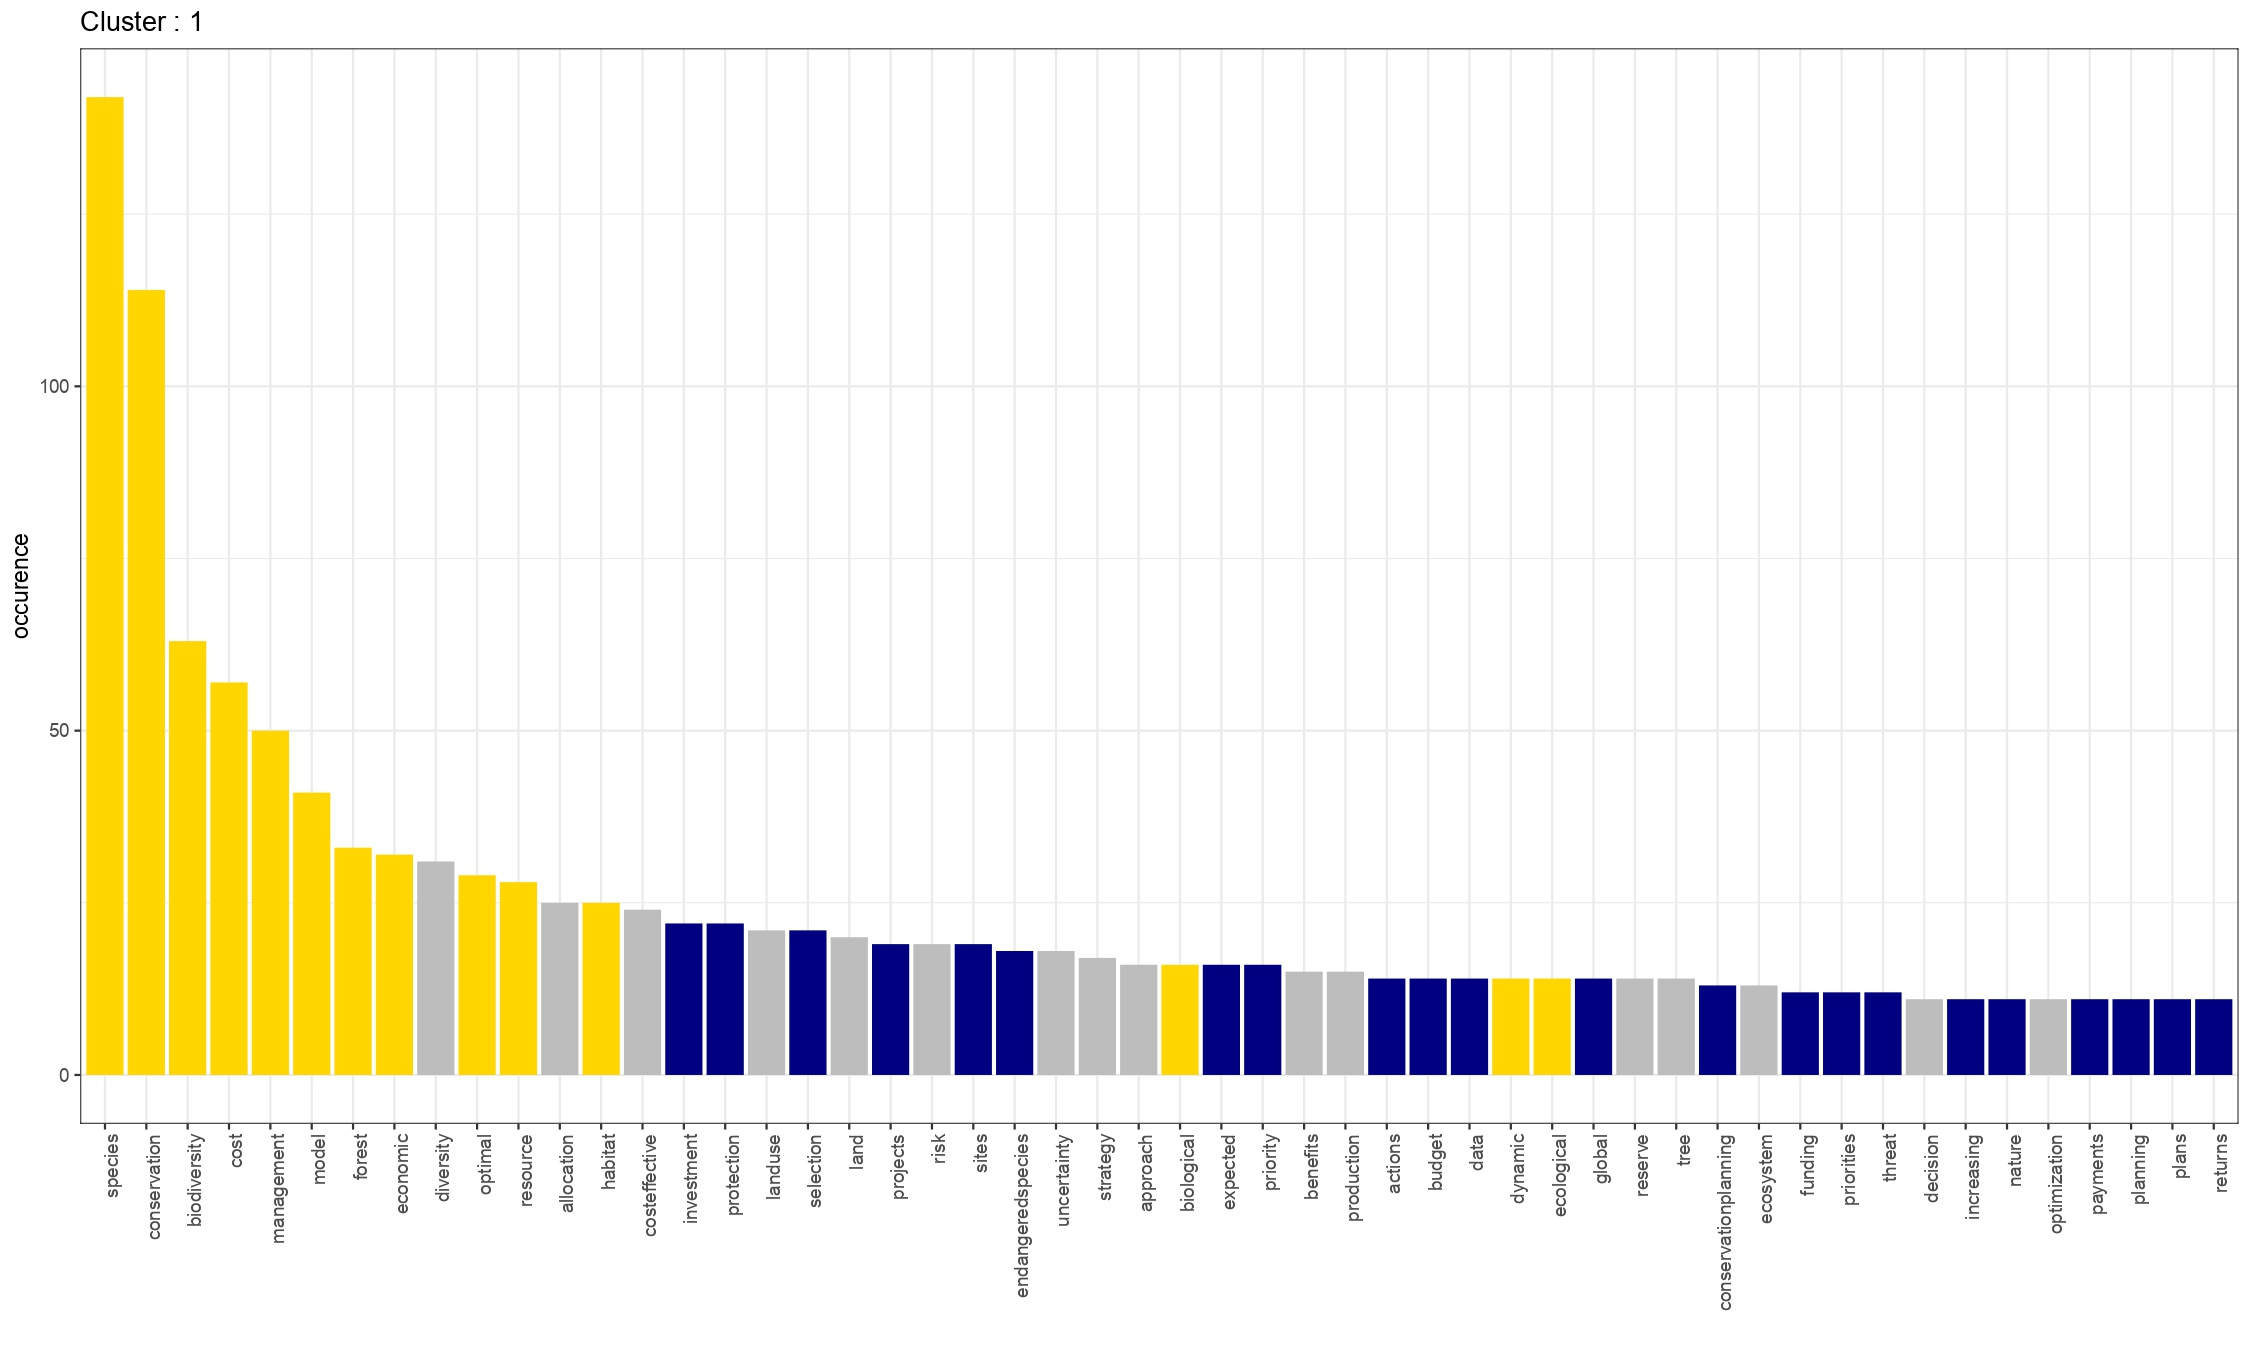 Cluster : 1
occurence
100
50
0
species
conservation
biodiversity
cost
management
model
forest
economic
diversity
optimal
resource
allocation
habitat
costeffective
investment
protection
landuse
selection
land
projects
risk
sites
endangeredspecies
uncertainty
strategy
approach
biological
expected
priority
benefits
production
actions
budget
data
dynamic
ecological
global
reserve
tree
conservationplanning
ecosystem
funding
priorities
threat
decision
increasing
nature
optimization
payments
planning
plans
returns